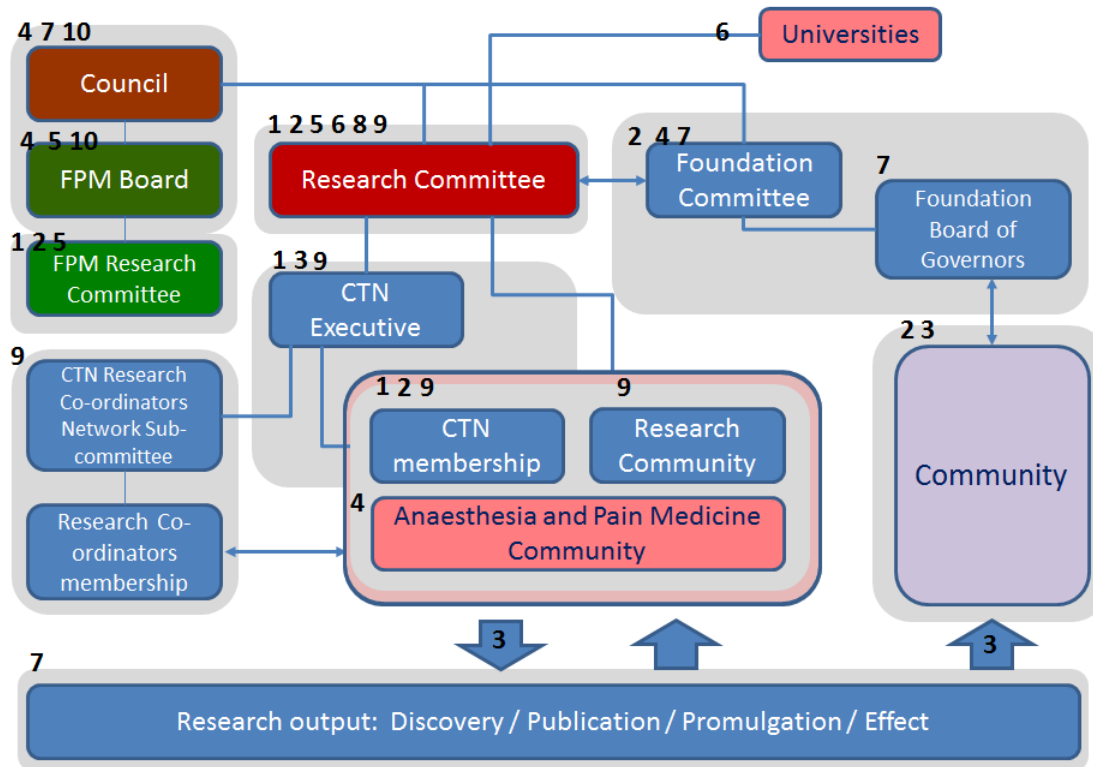 4 7 10
Council
4 5 10
FPM Board
1 2 5
FPM Research
Committee
9
CTN Research
Co-ordinators
Network Sub-
committee
Research Co-
ordinators
membership
1 2 5 6 8 9
Research Committee
1 3 9
CTN
Executive
6
Universities
2 4 7
Foundation
Committee
7
Foundation
Board of
Governors
2 3
Community
1 2 9
CTN
membership
9
Research
Community
4
Anaesthesia and Pain Medicine
Community
3
3
7
Research output: Discovery / Publication / Promulgation / Effect